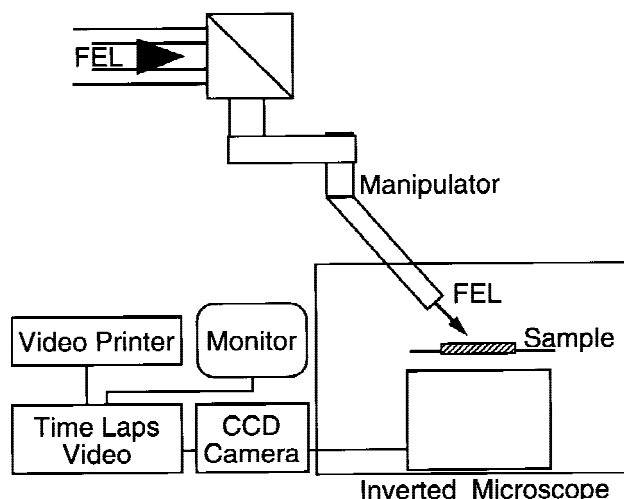 FEL
Manipulator
FEL
Sample
Video Printer
Monitor
Time Laps
Video
CCD
Camera
Inverted Microscope